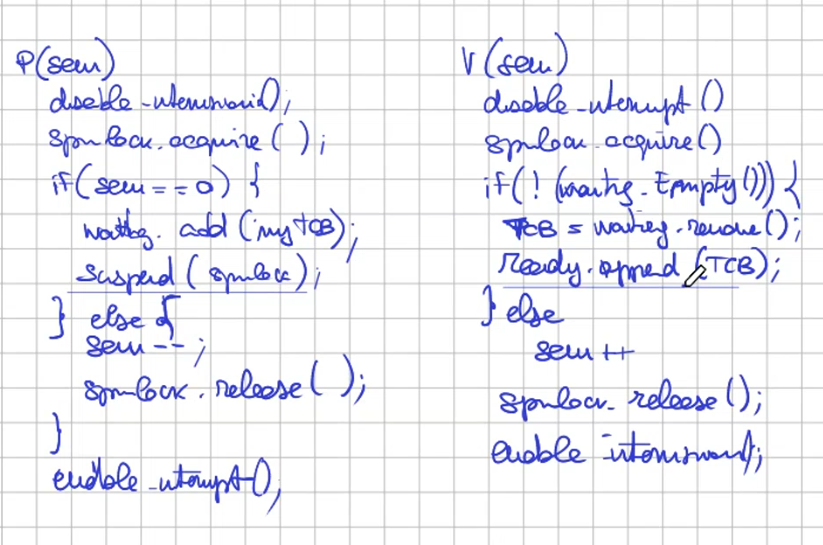 P(sem)
disable_interrupt();
spinlock.acquire();
if(sem==0) {
waiting.add(myTCB);
suspend(spinlock);
} else {
sem--;
spinlock.release();
}
enable_interrupt();
V(sem)
disable_interrupt()
spinlock.acquire()
if(!(waiting.Empty())) {
TCB = waiting.remove();
ready.append(TCB);
} else
sem++
spinlock.release();
enable interrupt();